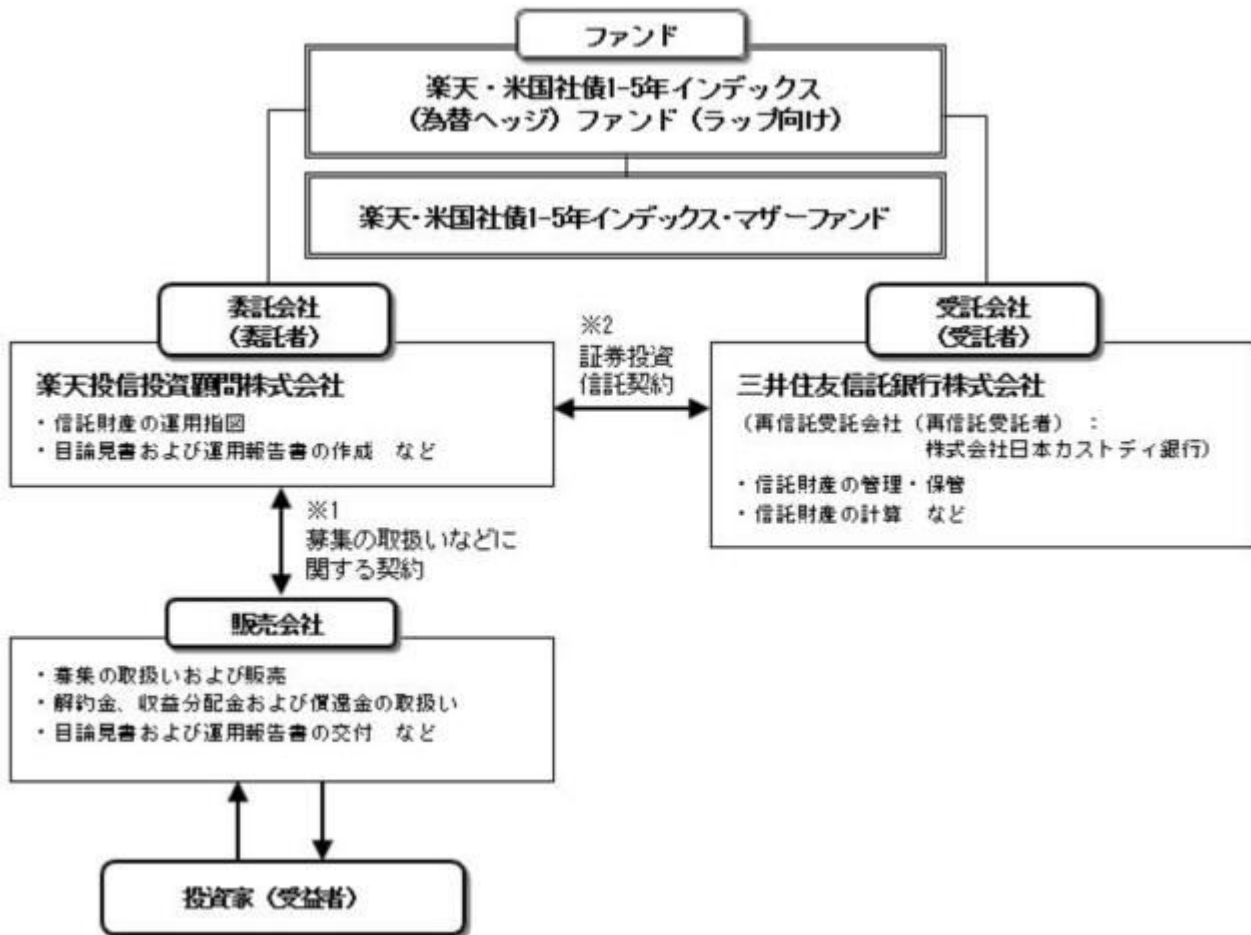 ファンド
楽天・米国社債1-5年インデックス
(為替ヘッジ)ファンド(ラップ向け)
楽天・米国社債1-5年インデックス・マザーファンド
委託会社
(委託者)
楽天投信投資顧問株式会社
・信託財産の運用指図
・目論見書および運用報告書の作成 など
※2
証券投資
信託契約
受託会社
(受託者)
三井住友信託銀行株式会社
(再信託受託会社(再信託受託者) :
株式会社日本カストディ銀行)
・信託財産の管理・保管
・信託財産の計算 など
※1
募集の取扱いなどに
関する契約
販売会社
・募集の取扱いおよび販売
・解約金、収益分配金および償還金の取扱い
・目論見書および運用報告書の交付 など
投資家(受益者)